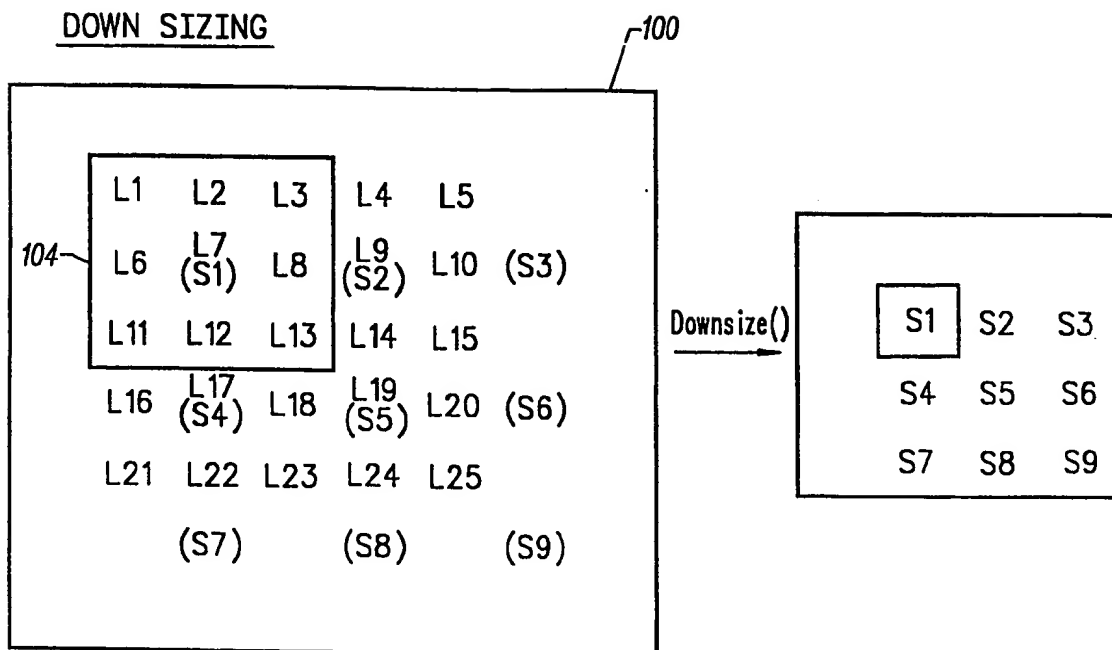 DOWN SIZING
100
L1 L2 L3 L4 L5
104 L6 L7 L8 L9 L10 (S3)
(S1) (S2)
L11 L12 L13 L14 L15
L16 L17 L18 L19 L20 (S6)
(S4) (S5)
L21 L22 L23 L24 L25
(S7) (S8) (S9)
Downsize()
S1 S2 S3
S4 S5 S6
S7 S8 S9